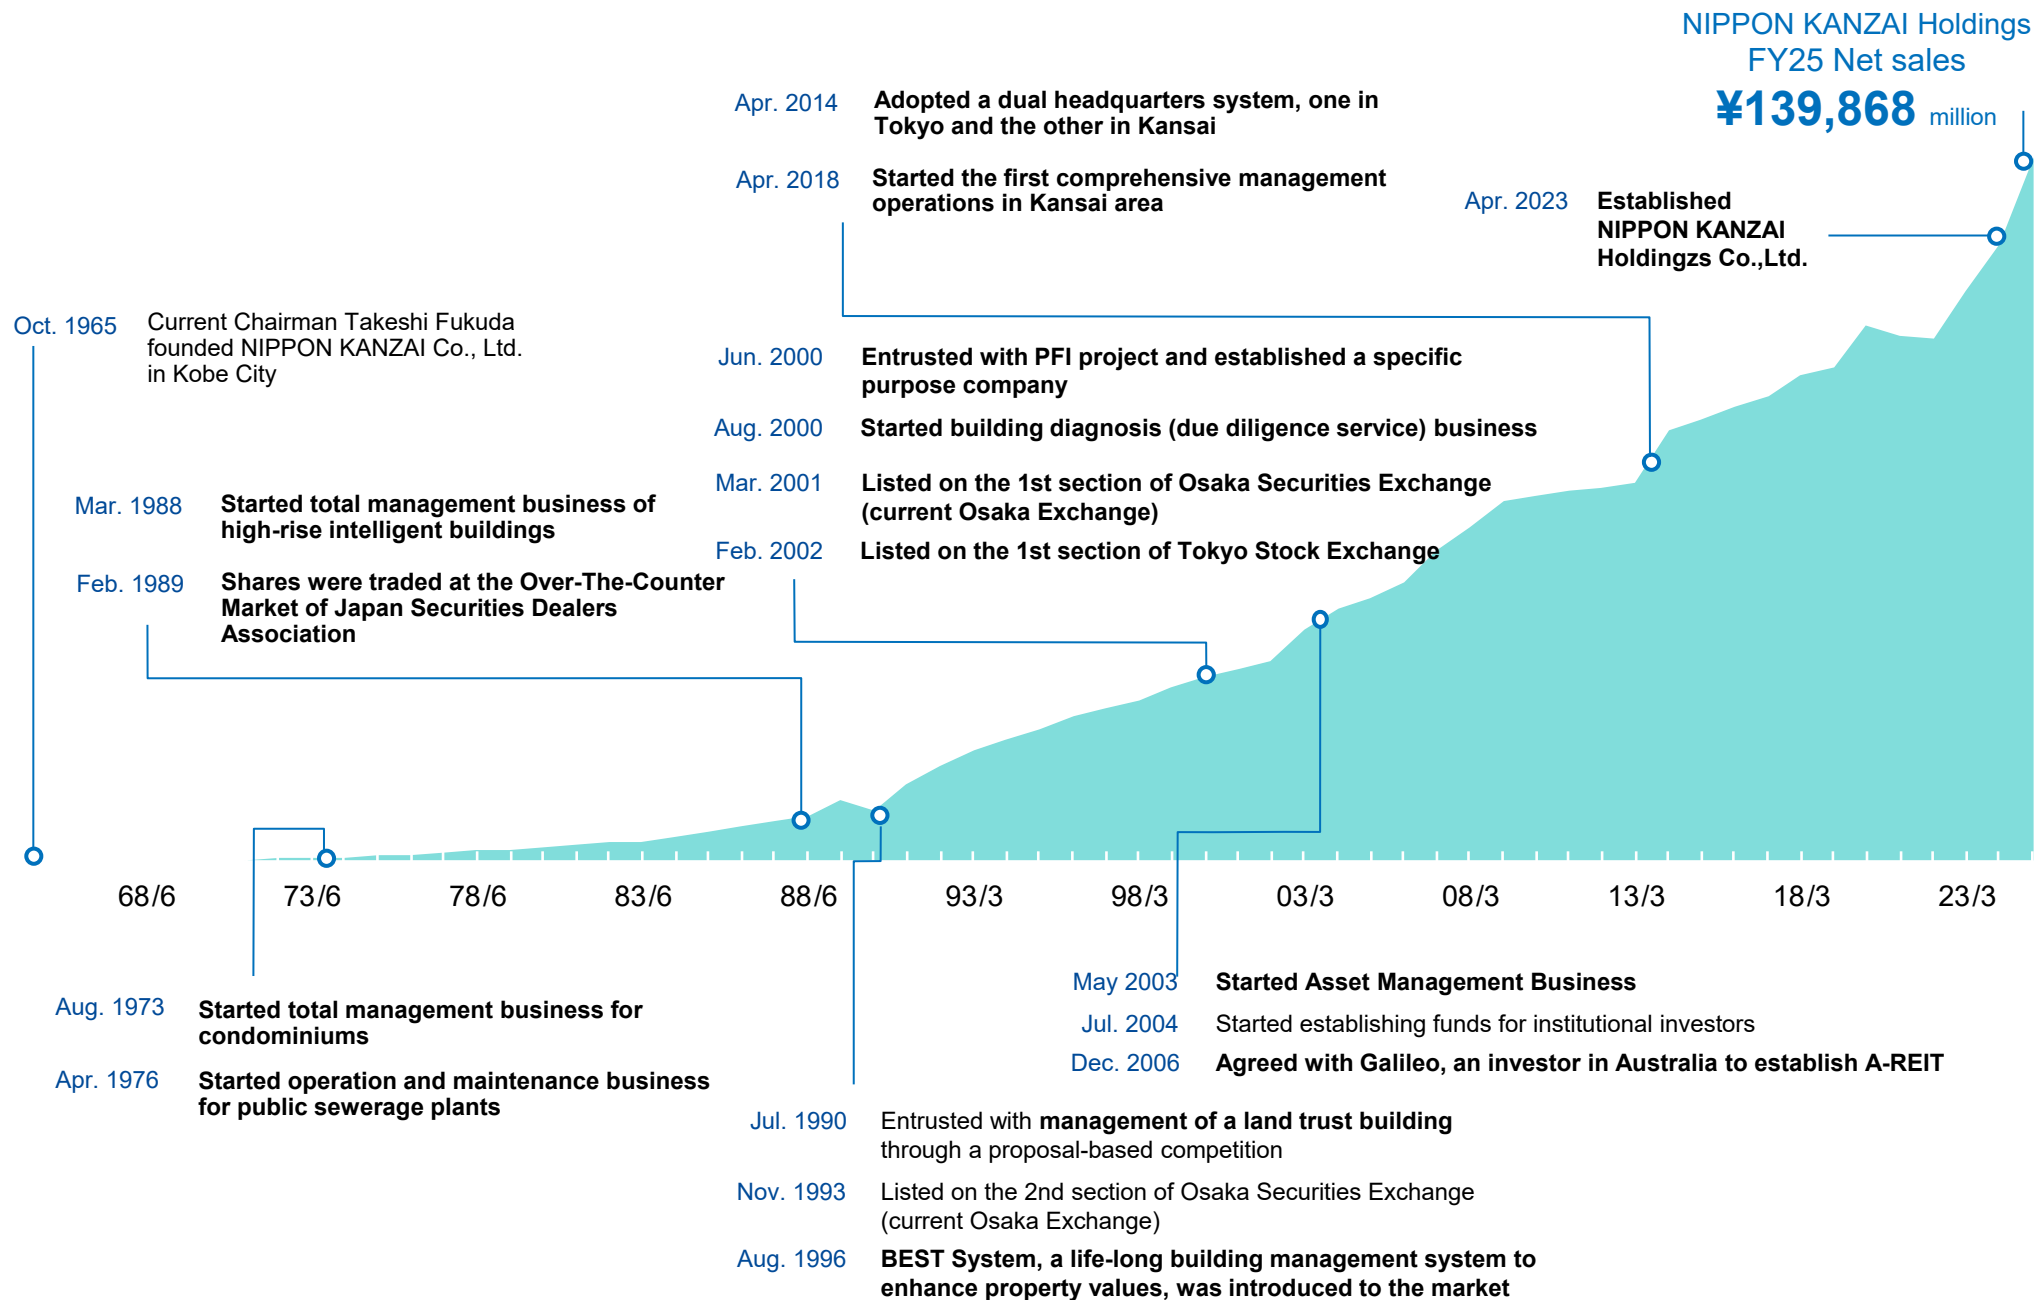 NIPPON KANZAI Holdings
FY25 Net sales
¥139,868 million
Apr. 2014 Adopted a dual headquarters system, one in
Tokyo and the other in Kansai
Apr. 2018 Started the first comprehensive management
operations in Kansai area
Apr. 2023 Established
NIPPON KANZAI
Holdingzs Co.,Ltd.
Oct. 1965 Current Chairman Takeshi Fukuda
founded NIPPON KANZAI Co., Ltd.
in Kobe City
Jun. 2000 Entrusted with PFI project and established a specific
purpose company
Aug. 2000 Started building diagnosis (due diligence service) business
Mar. 2001 Listed on the 1st section of Osaka Securities Exchange
(current Osaka Exchange)
Feb. 2002 Listed on the 1st section of Tokyo Stock Exchange
Mar. 1988 Started total management business of
high-rise intelligent buildings
Feb. 1989 Shares were traded at the Over-The-Counter
Market of Japan Securities Dealers
Association
68/6 73/6 78/6 83/6 88/6 93/3 98/3 03/3 08/3 13/3 18/3 23/3
Aug. 1973 Started total management business for
condominiums
Apr. 1976 Started operation and maintenance business
for public sewerage plants
May 2003 Started Asset Management Business
Jul. 2004 Started establishing funds for institutional investors
Dec. 2006 Agreed with Galileo, an investor in Australia to establish A-REIT
Jul. 1990 Entrusted with management of a land trust building
through a proposal-based competition
Nov. 1993 Listed on the 2nd section of Osaka Securities Exchange
(current Osaka Exchange)
Aug. 1996 BEST System, a life-long building management system to
enhance property values, was introduced to the market